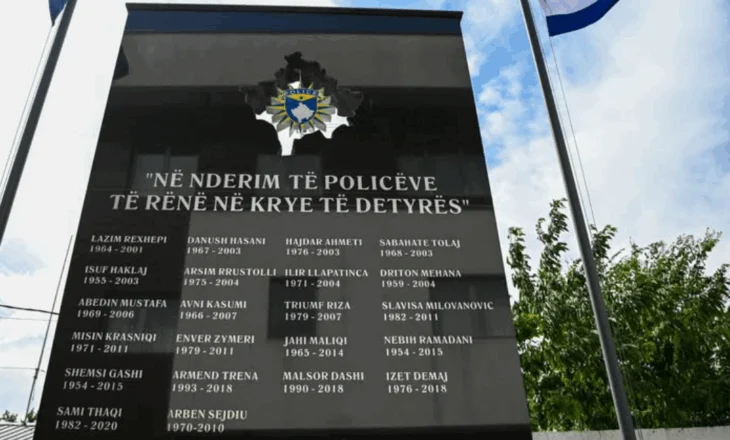 POLICE
"NË NDERIM TË POLICËVE
TË RËNË NË KRYE TË DETYRËS"
LAZIM REXHEPI DANUSH HASANI HAJDAR AHMETI SABAHATE TOLAJ
1964 - 2001 1967 - 2003 1976 - 2003 1968 - 2003
ISUF HAKLAJ ARSIM RRUSTOLLI ILIR LLAPATINCA DRITON MEHANA
1955 - 2003 1975 - 2004 1971 - 2004 1959 - 2004
ABEDIN MUSTAFA AVNI KASUMI TRIUMF RIZA SLAVISA MILOVANOVIC
1969 - 2006 1966 - 2007 1979 - 2007 1982 - 2011
MISIN KRASNIQI ENVER ZYMERI JAHI MALIQI NEBIH RAMADANI
1971 - 2011 1979 - 2011 1965 - 2014 1954 - 2015
SHEMSI GASHI ARMEND TRENA MALSOR DASHI IZET DEMAJ
1954 - 2015 1993 - 2018 1990 - 2018 1976 - 2018
SAMI THAQI ARBEN SEJDIU
1982 - 2020 1970-2010